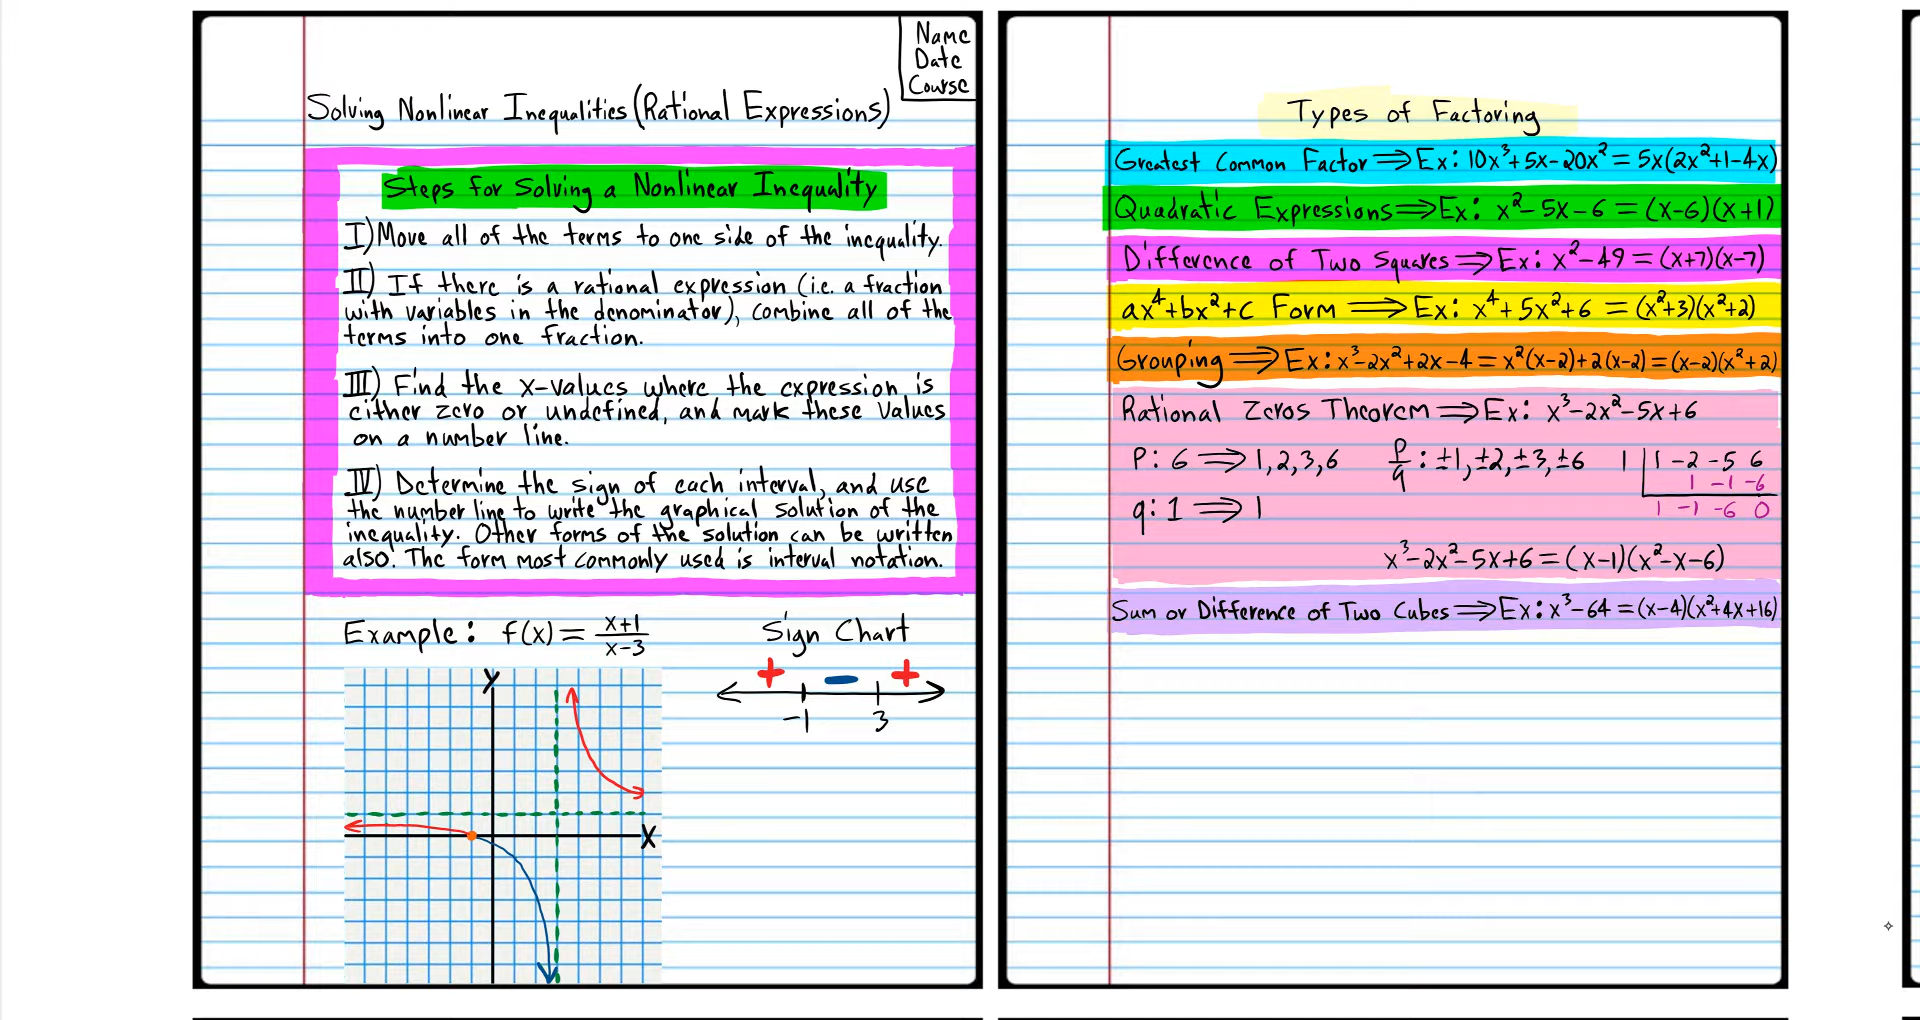 Name
Date
Course
Solving Nonlinear Inequalities (Rational Expressions)
Steps for Solving a Nonlinear Inequality
I) Move all of the terms to one side of the inequality.
II) If there is a rational expression (i.e. a fraction
with variables in the denominator), combine all of the
terms into one fraction.
III) Find the x-values where the expression is
either zero or undefined, and mark these values
on a number line.
IV) Determine the sign of each interval, and use
the number line to write the graphical solution of the
inequality. Other forms of the solution can be written
also. The form most commonly used is interval notation.
Example: f(x) = (x+1)/(x-3)
Sign Chart
+ − +
-1 3
y
x
Types of Factoring
Greatest Common Factor ⇒ Ex: 10x³+5x-20x² = 5x(2x²+1-4x)
Quadratic Expressions ⇒ Ex: x²-5x-6 = (x-6)(x+1)
Difference of Two Squares ⇒ Ex: x²-49 = (x+7)(x-7)
ax⁴+bx²+c Form ⇒ Ex: x⁴+5x²+6 = (x²+3)(x²+2)
Grouping ⇒ Ex: x³-2x²+2x-4 = x²(x-2)+2(x-2) = (x-2)(x²+2)
Rational Zeros Theorem ⇒ Ex: x³-2x²-5x+6
P: 6 ⇒ 1,2,3,6 p/q: ±1,±2,±3,±6 1 | 1 -2 -5 6
1 -1 -6
q: 1 ⇒ 1 1 -1 -6 0
x³-2x²-5x+6 = (x-1)(x²-x-6)
Sum or Difference of Two Cubes ⇒ Ex: x³-64 = (x-4)(x²+4x+16)